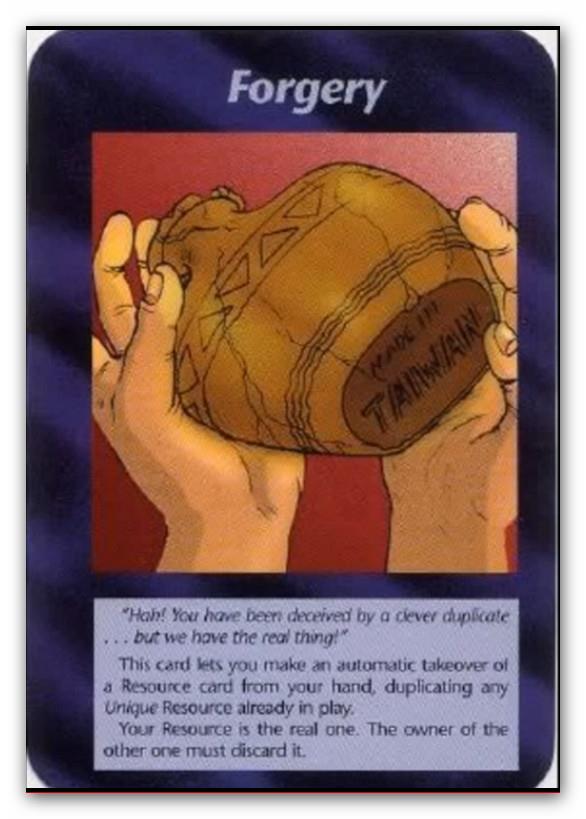 Forgery
MADE IN
TAIWAN
"Hah! You have been deceived by a clever duplicate
. . . but we have the real thing!"
This card lets you make an automatic takeover of
a Resource card from your hand, duplicating any
Unique Resource already in play.
Your Resource is the real one. The owner of the
other one must discard it.